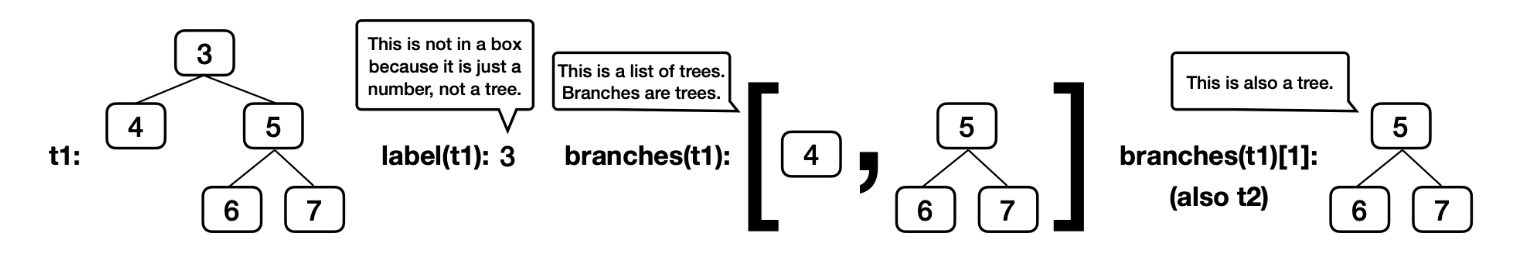 t1:
3
4
5
6
7
This is not in a box
because it is just a
number, not a tree.
label(t1): 3
This is a list of trees.
Branches are trees.
branches(t1):
[
4
,
5
6
7
]
This is also a tree.
branches(t1)[1]:
(also t2)
5
6
7